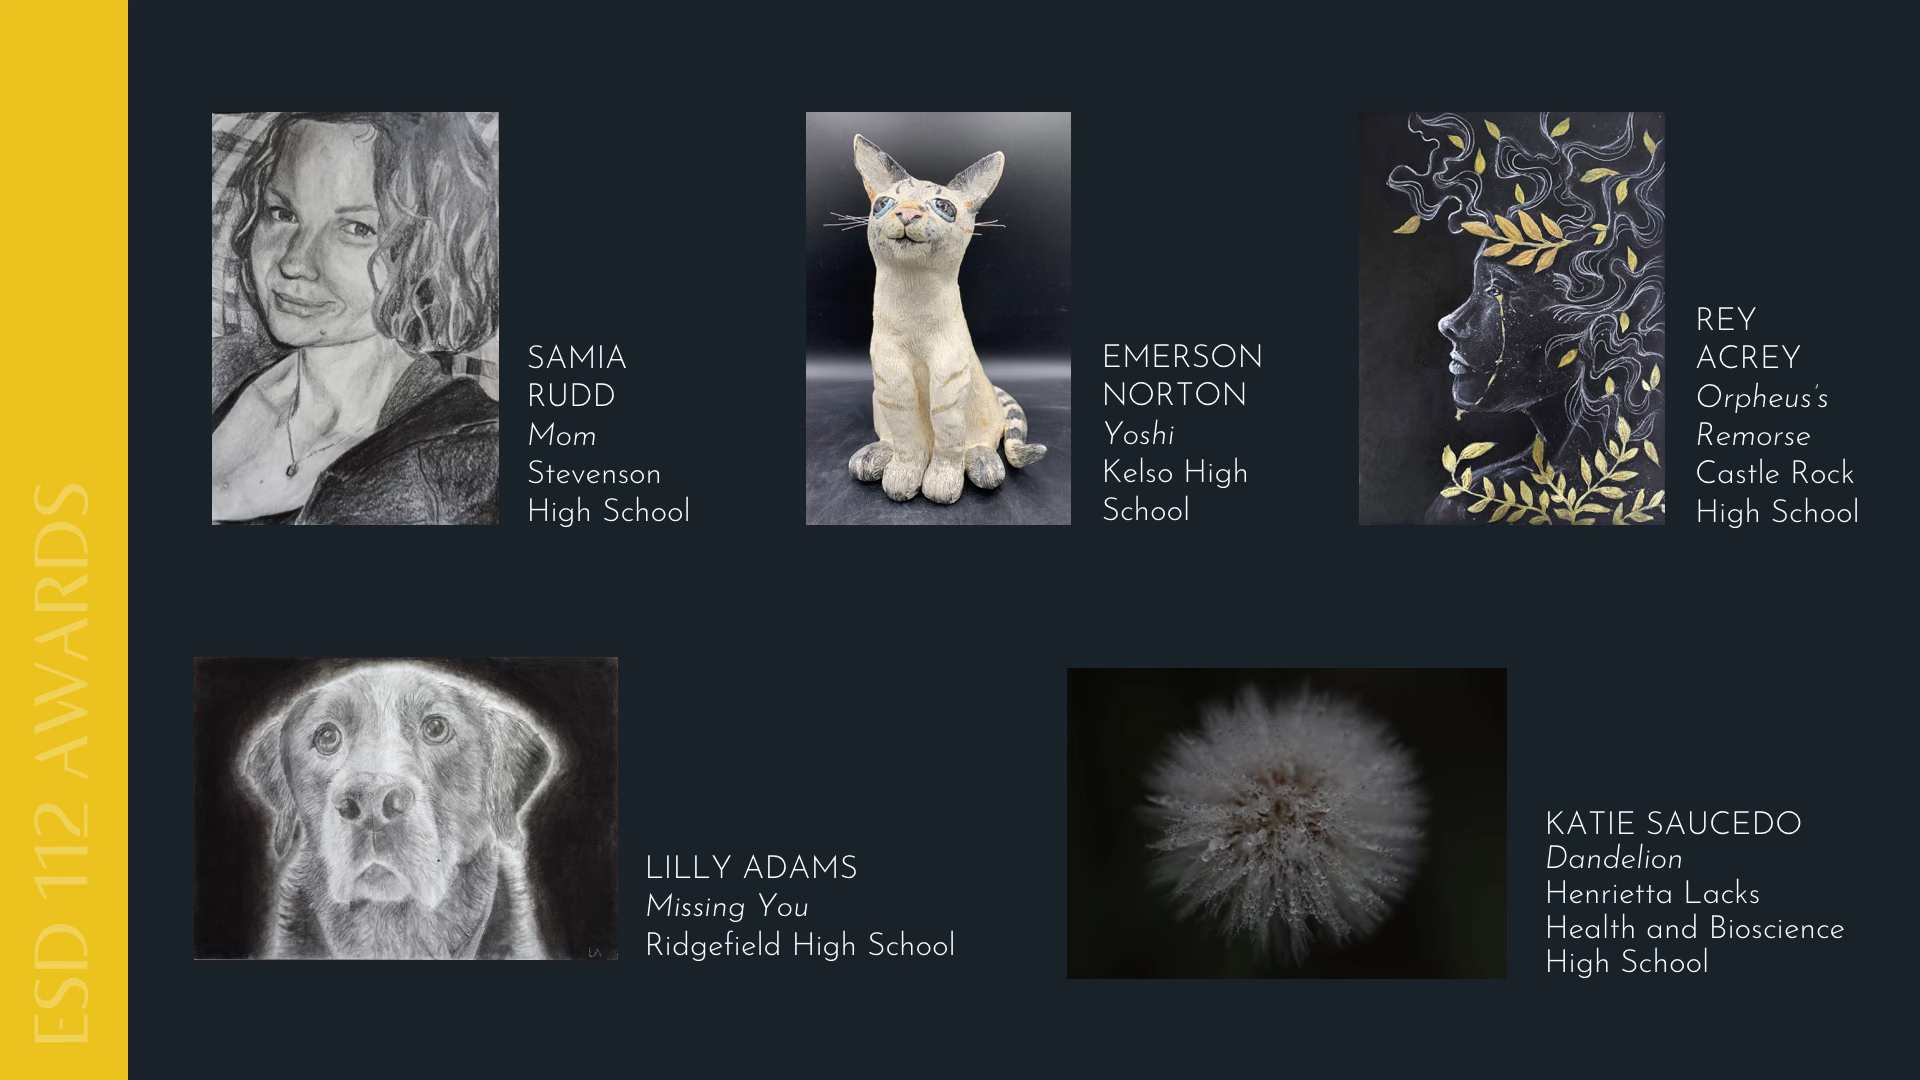 ESD 112 AWARDS
SAMIA
RUDD
Mom
Stevenson
High School
EMERSON
NORTON
Yoshi
Kelso High
School
REY
ACREY
Orpheus's
Remorse
Castle Rock
High School
LILLY ADAMS
Missing You
Ridgefield High School
LA
KATIE SAUCEDO
Dandelion
Henrietta Lacks
Health and Bioscience
High School